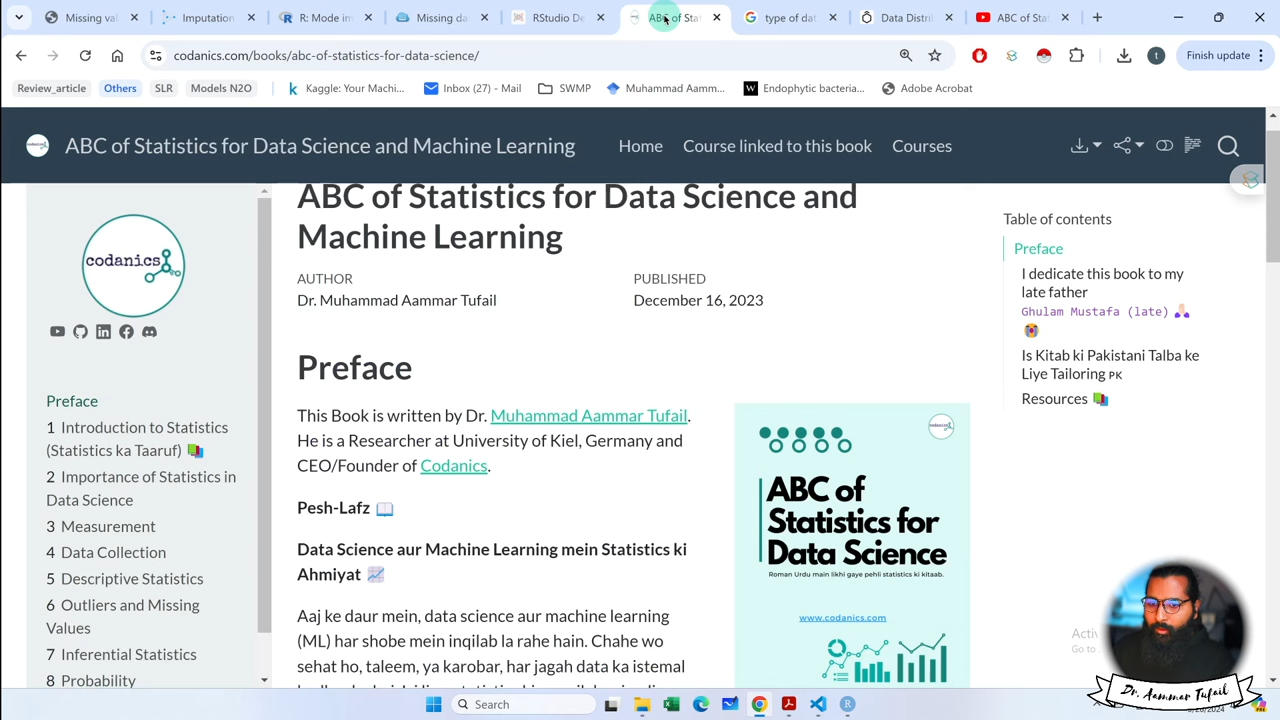 Missing val
Imputation
R: Mode im
Missing da
RStudio De
ABC of Stat
type of dat
Data Distri
ABC of Sta
codanics.com/books/abc-of-statistics-for-data-science/
t
Finish update
Review_article
Others
SLR
Models N2O
Kaggle: Your Machi...
Inbox (27) - Mail
SWMP
Muhammad Aamm...
Endophytic bacteria...
Adobe Acrobat
ABC of Statistics for Data Science and Machine Learning
Home
Course linked to this book
Courses
codanics
Preface
1 Introduction to Statistics
(Statistics ka Taaruf) 📚
2 Importance of Statistics in
Data Science
3 Measurement
4 Data Collection
5 Descriptive Statistics
6 Outliers and Missing
Values
7 Inferential Statistics
8 Probability
ABC of Statistics for Data Science and
Machine Learning
AUTHOR
Dr. Muhammad Aammar Tufail
PUBLISHED
December 16, 2023
Preface
This Book is written by Dr. Muhammad Aammar Tufail.
He is a Researcher at University of Kiel, Germany and
CEO/Founder of Codanics.
Pesh-Lafz 📖
Data Science aur Machine Learning mein Statistics ki
Ahmiyat 📈
Aaj ke daur mein, data science aur machine learning
(ML) har shobe mein inqilab la rahe hain. Chahe wo
sehat ho, taleem, ya karobar, har jagah data ka istemal
ABC of
Statistics for
Data Science
Roman Urdu main likhi gaye pehli statistics ki kitaab.
www.codanics.com
Table of contents
Preface
I dedicate this book to my
late father
Ghulam Mustafa (late) 🙏
Is Kitab ki Pakistani Talba ke
Liye Tailoring PK
Resources 📚
Activ
Go to
Dr. Aammar Tufail
Search